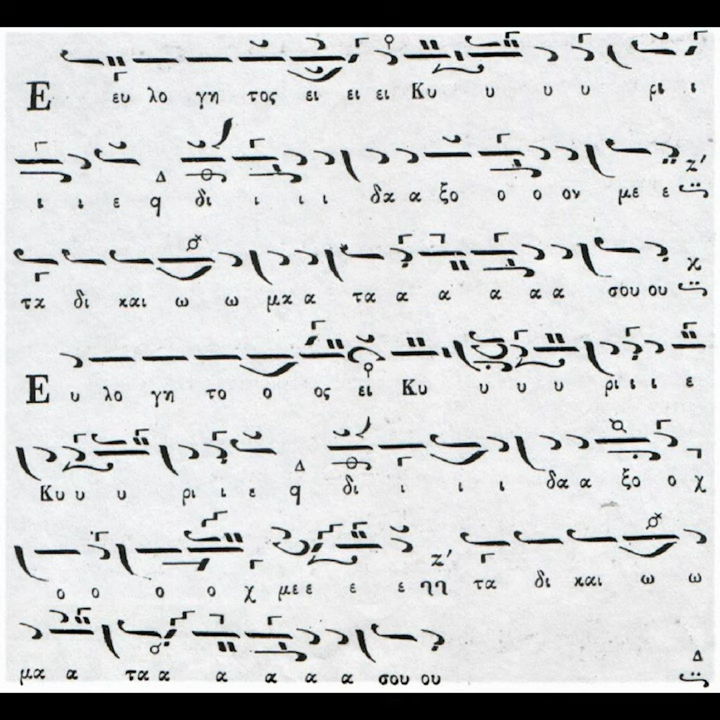 Ε ευ λο γη τος ει ει ει Κυ υ υ υ ρι ι
ι ι ε q Δ δι ι ι ι δα α ξο ο ο ον με ε Ζ′
τα δι και ω ω μα α τα α α α α α σου ου
Ε υ λο γη το ο ος ει Κυ υ υ υ ρι ι ι ε
Κυ υ υ ρι ι ε q Δ δι ι ι ι δα α ξο ο χ
ο ο ο ο χ με ε ε ε Ζ′ τα δι και ω ω
μα α τα α α α α α σου ου Δ